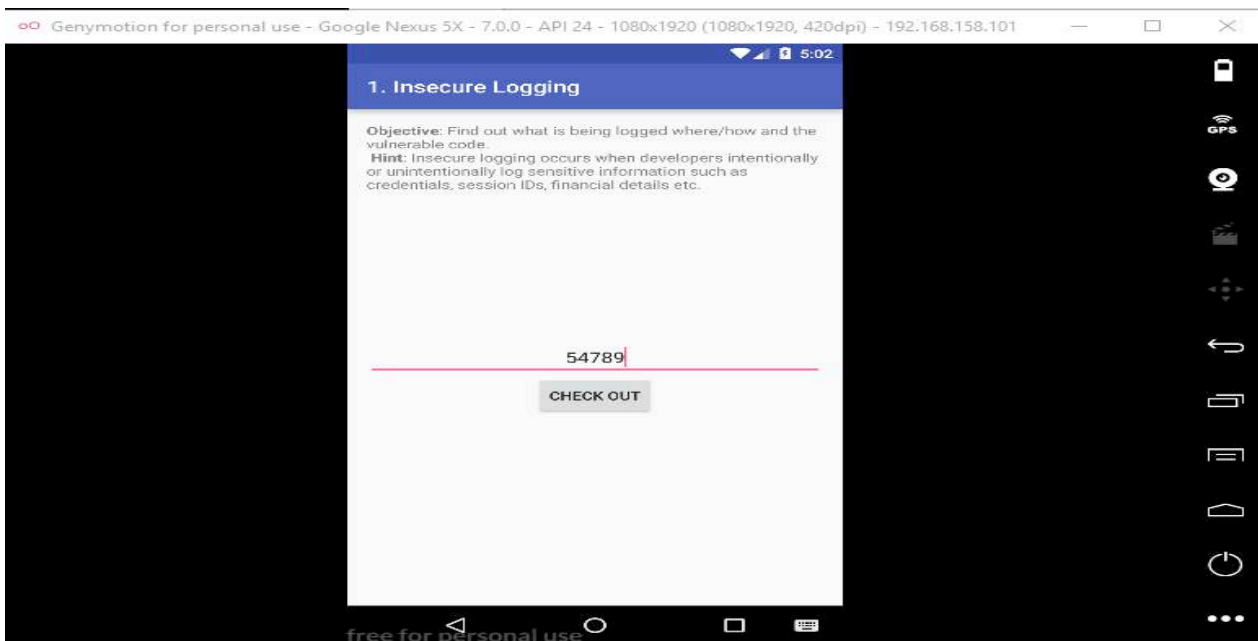 Genymotion for personal use - Google Nexus 5X - 7.0.0 - API 24 - 1080x1920 (1080x1920, 420dpi) - 192.168.158.101
5:02
1. Insecure Logging
Objective: Find out what is being logged where/how and the
vulnerable code.
Hint: Insecure logging occurs when developers intentionally
or unintentionally log sensitive information such as
credentials, session IDs, financial details etc.
GPS
54789
CHECK OUT
free for personal use